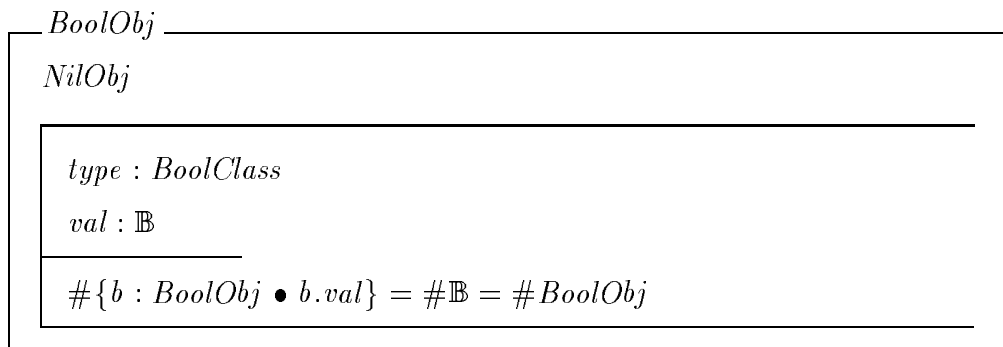 BoolObj
NilObj
type : BoolClass
val : 𝔹
#{b : BoolObj • b.val} = #𝔹 = #BoolObj